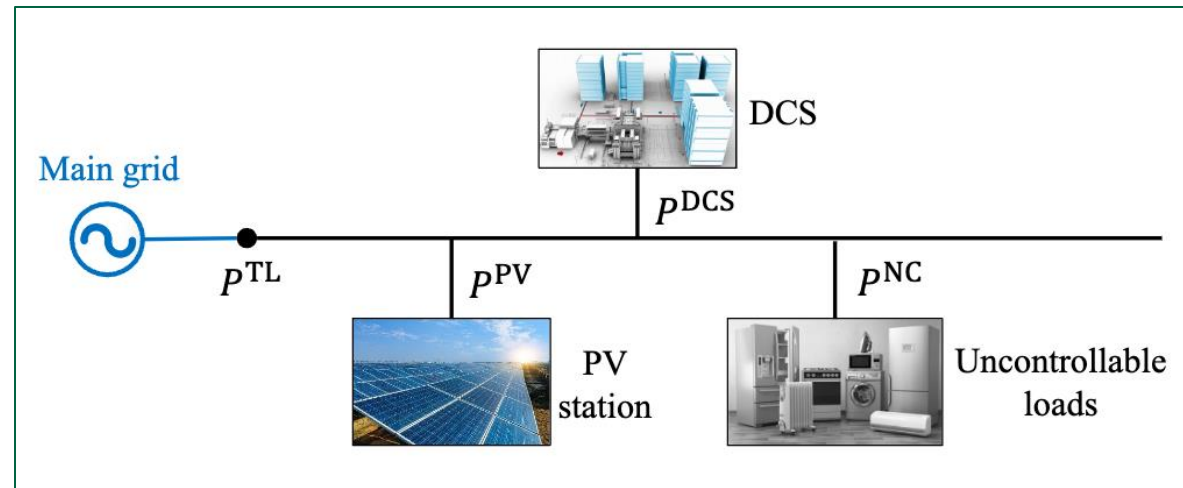 DCS
Main grid
P^DCS
P^TL
P^PV
P^NC
PV
station
Uncontrollable
loads